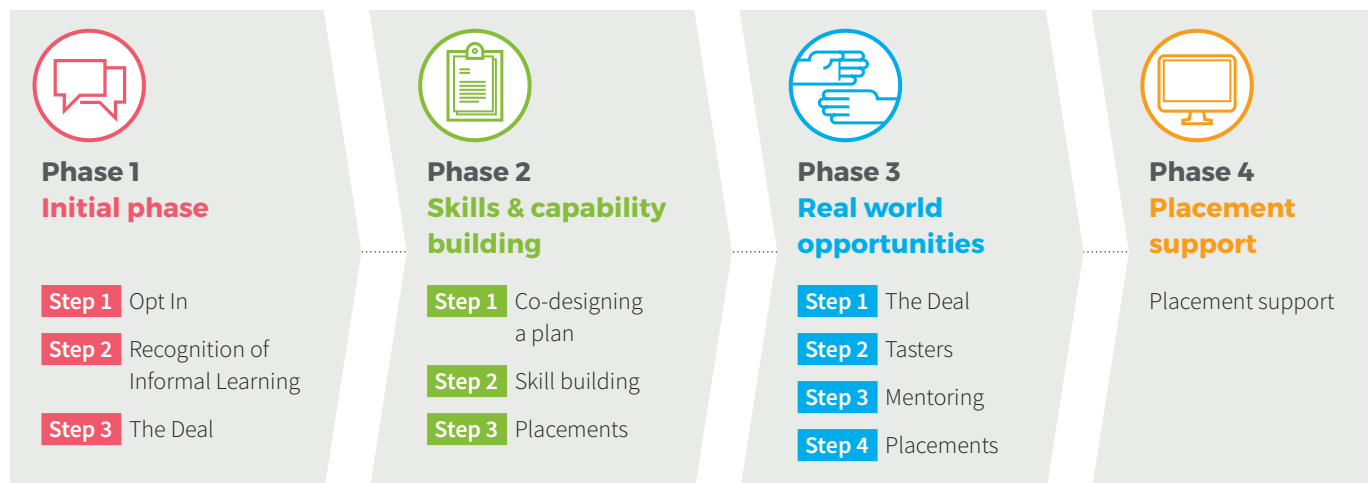 Phase 1
Initial phase
Step 1 Opt In
Step 2 Recognition of
Informal Learning
Step 3 The Deal
Phase 2
Skills & capability
building
Step 1 Co-designing
a plan
Step 2 Skill building
Step 3 Placements
Phase 3
Real world
opportunities
Step 1 The Deal
Step 2 Tasters
Step 3 Mentoring
Step 4 Placements
Phase 4
Placement
support
Placement support